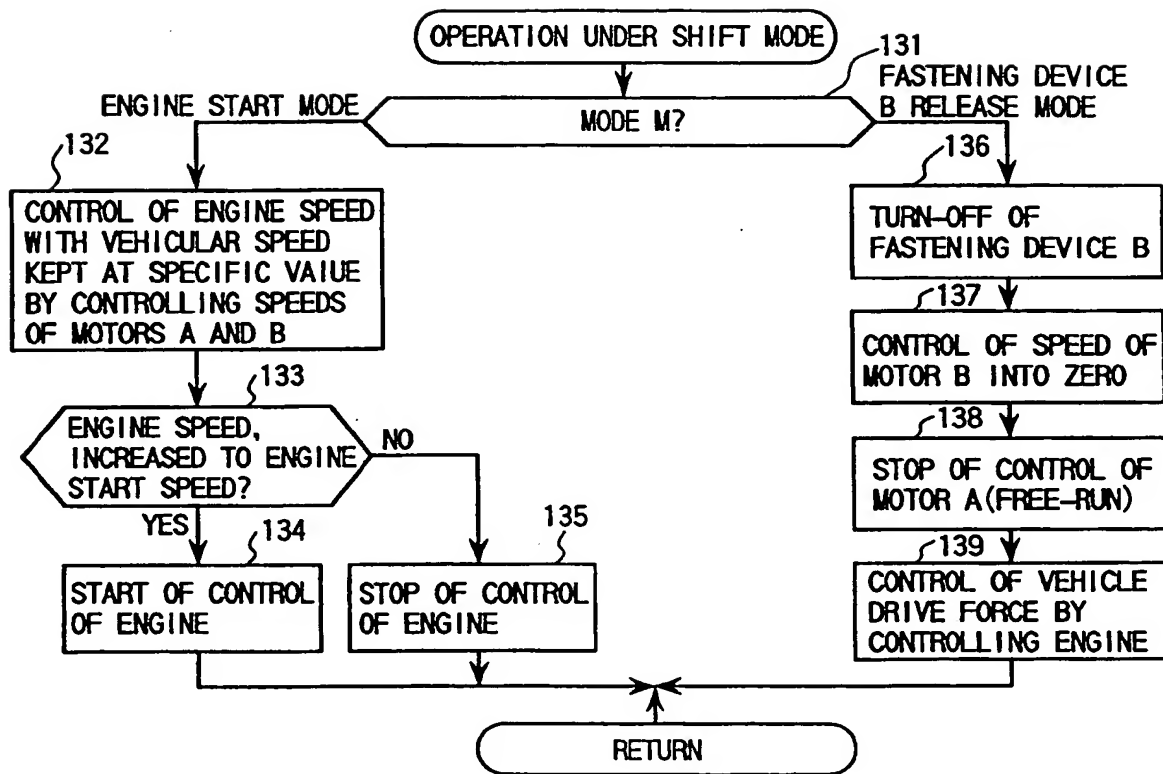 OPERATION UNDER SHIFT MODE
131
ENGINE START MODE
MODE M?
FASTENING DEVICE
B RELEASE MODE
132
CONTROL OF ENGINE SPEED
WITH VEHICULAR SPEED
KEPT AT SPECIFIC VAIUE
BY CONTROLLING SPEEDS
OF MOTORS A AND B
133
ENGINE SPEED,
INCREASED TO ENGINE
START SPEED?
NO
YES
134
START OF CONTROL
OF ENGINE
135
STOP OF CONTROL
OF ENGINE
136
TURN-OFF OF
FASTENING DEVICE B
137
CONTROL OF SPEED OF
MOTOR B INTO ZERO
138
STOP OF CONTROL OF
MOTOR A(FREE-RUN)
139
CONTROL OF VEHICLE
DRIVE FORCE BY
CONTROLLING ENGINE
RETURN